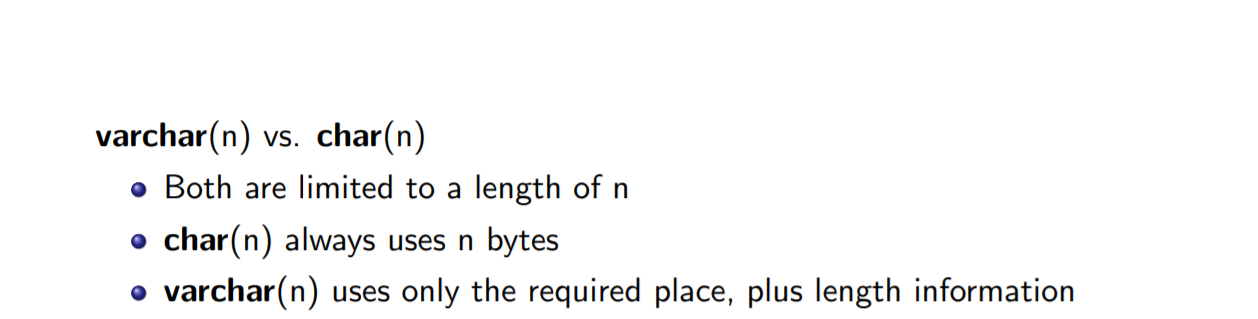 varchar(n) vs. char(n)
Both are limited to a length of n
char(n) always uses n bytes
varchar(n) uses only the required place, plus length information